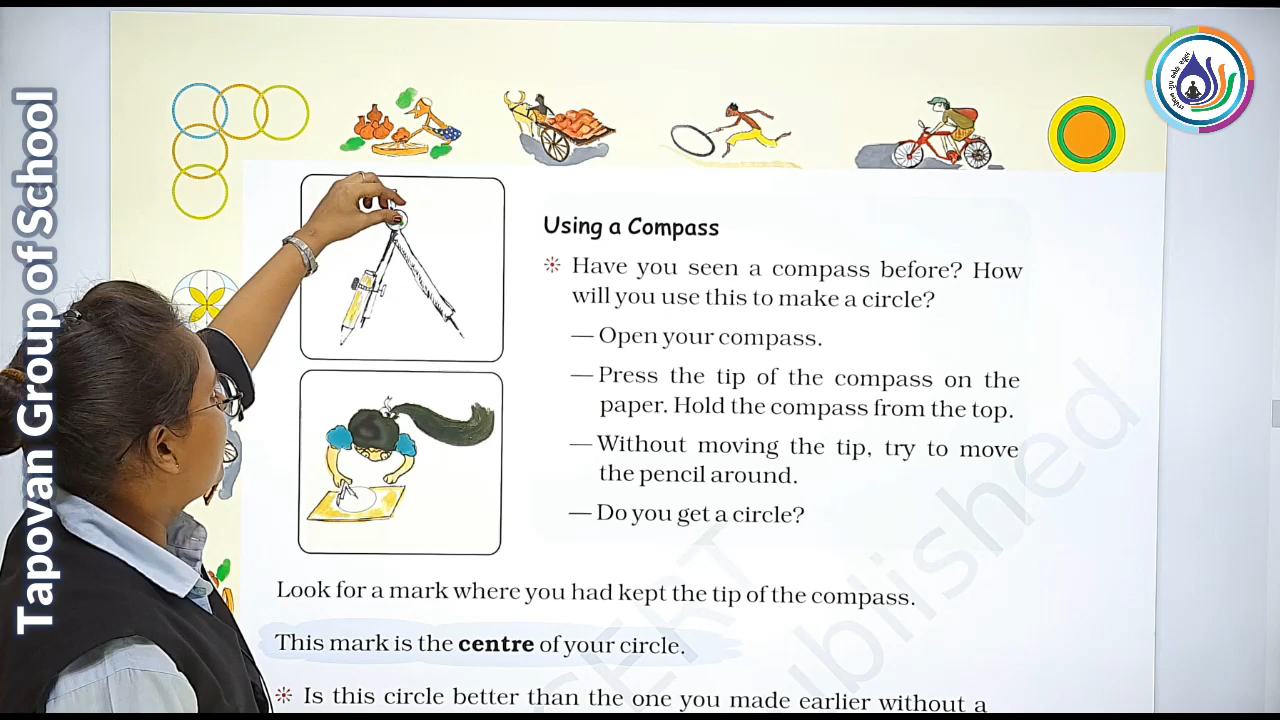 Tapovan Group of School
Using a Compass
Have you seen a compass before? How
will you use this to make a circle?
— Open your compass.
— Press the tip of the compass on the
paper. Hold the compass from the top.
— Without moving the tip, try to move
the pencil around.
— Do you get a circle?
Look for a mark where you had kept the tip of the compass.
This mark is the centre of your circle.
Is this circle better than the one you made earlier without a